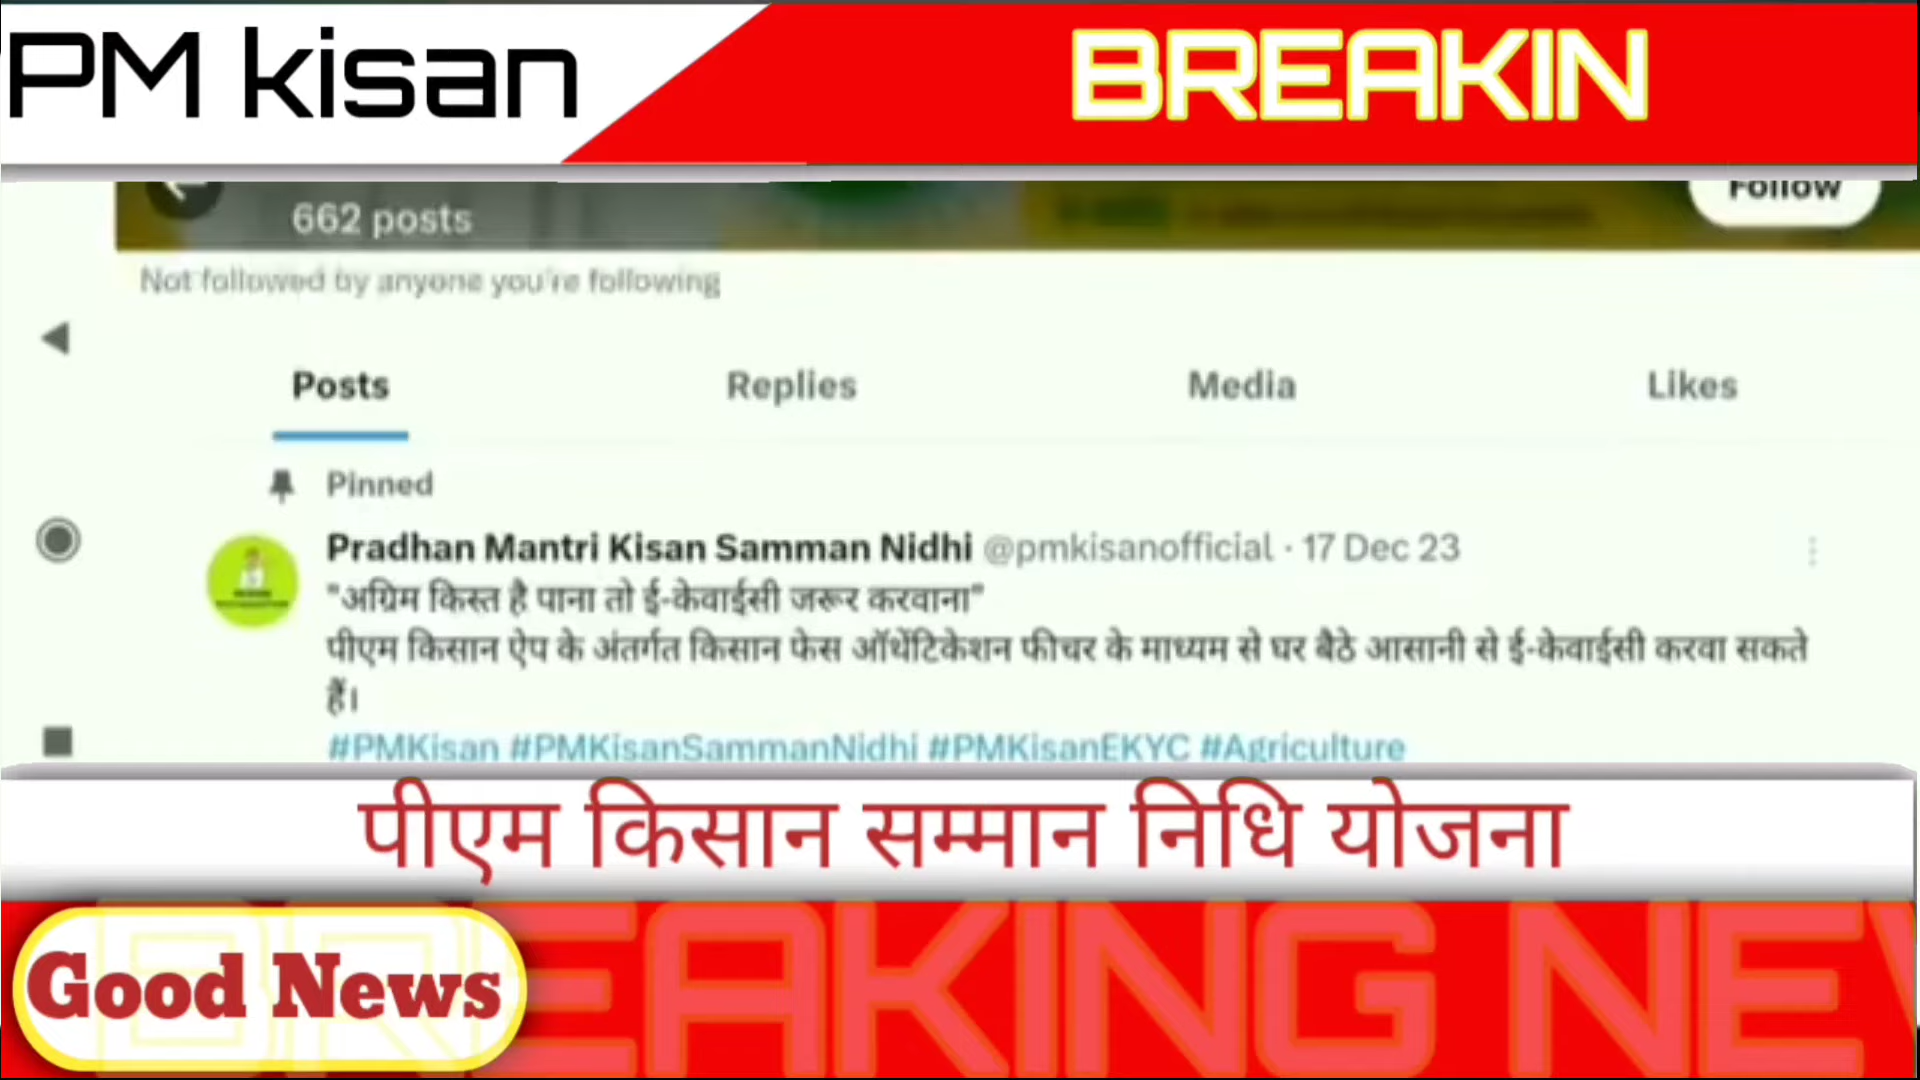 PM kisan
BREAKIN
662 posts
Follow
Not followed by anyone you're following
Posts Replies Media Likes
Pinned
Pradhan Mantri Kisan Samman Nidhi @pmkisanofficial · 17 Dec 23
"अग्रिम किस्त है पाना तो ई-केवाईसी जरूर करवाना"
पीएम किसान ऐप के अंतर्गत किसान फेस ऑथेंटिकेशन फीचर के माध्यम से घर बैठे आसानी से ई-केवाईसी करवा सकते
हैं।
#PMKisan #PMKisanSammanNidhi #PMKisanEKYC #Agriculture
पीएम किसान सम्मान निधि योजना
BREAKING NEW
Good News